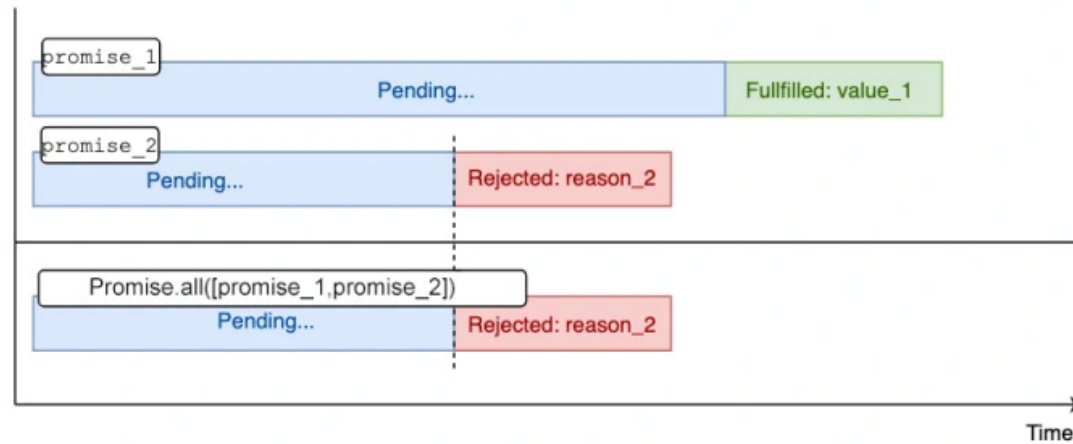 promise_1
Pending...
Fullfilled: value_1
promise_2
Pending...
Rejected: reason_2
Promise.all([promise_1,promise_2])
Pending...
Rejected: reason_2
Time